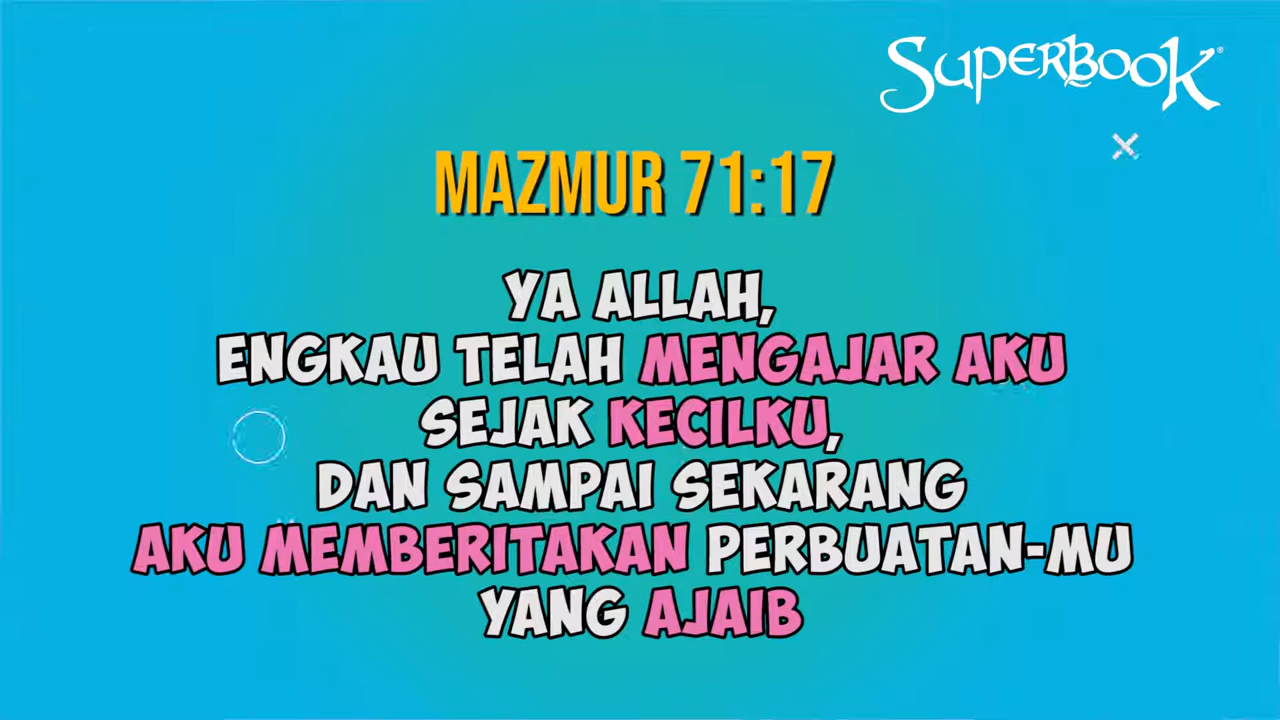 SUPERBOOK®
MAZMUR 71:17
YA ALLAH,
ENGKAU TELAH MENGAJAR AKU
SEJAK KECILKU,
DAN SAMPAI SEKARANG
AKU MEMBERITAKAN PERBUATAN-MU
YANG AJAIB